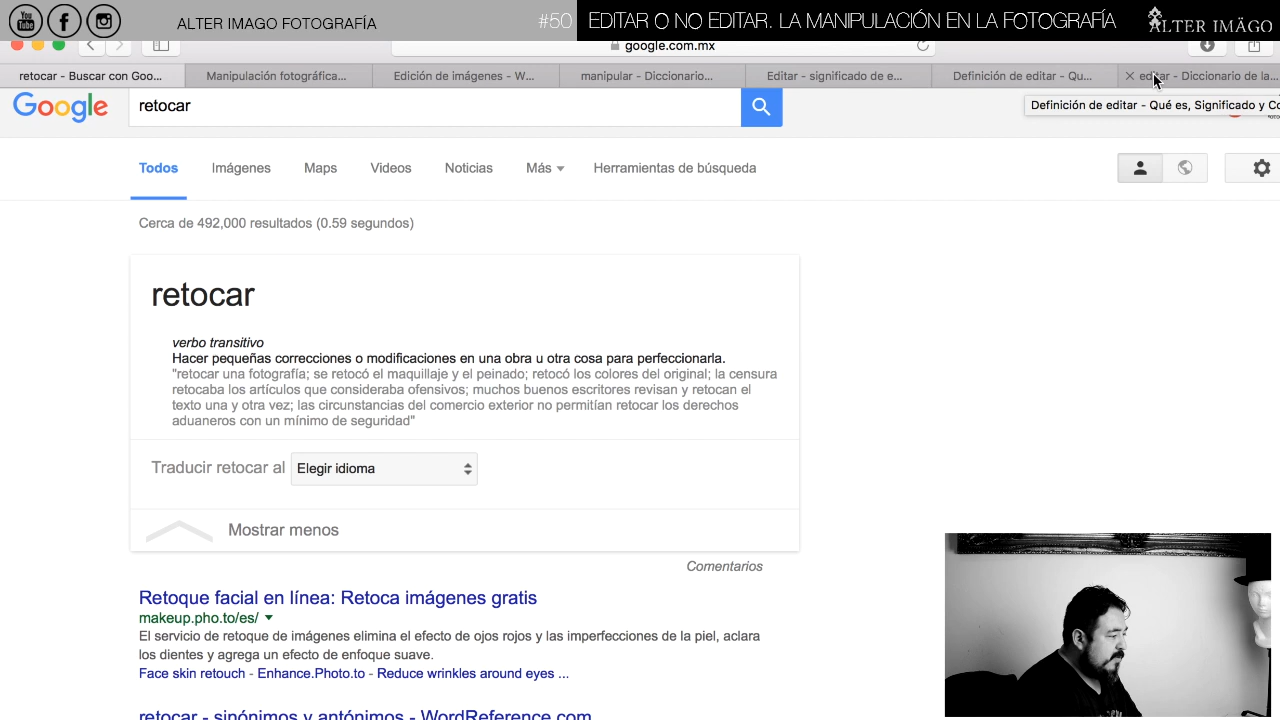 You Tube
ALTER IMAGO FOTOGRAFÍA
#50 EDITAR O NO EDITAR. LA MANIPULACIÓN EN LA FOTOGRAFÍA
ALTER IMÄGO
google.com.mx
retocar - Buscar con Goo...
Manipulación fotográfica...
Edición de imágenes - W...
manipular - Diccionario...
Editar - significado de e...
Definición de editar - Qu...
editar - Diccionario de la...
Definición de editar - Qué es, Significado y Co
Google
retocar
Todos
Imágenes
Maps
Videos
Noticias
Más
Herramientas de búsqueda
Cerca de 492,000 resultados (0.59 segundos)
retocar
verbo transitivo
Hacer pequeñas correcciones o modificaciones en una obra u otra cosa para perfeccionarla.
"retocar una fotografía; se retocó el maquillaje y el peinado; retocó los colores del original; la censura
retocaba los artículos que consideraba ofensivos; muchos buenos escritores revisan y retocan el
texto una y otra vez; las circunstancias del comercio exterior no permitían retocar los derechos
aduaneros con un mínimo de seguridad"
Traducir retocar al Elegir idioma
Mostrar menos
Comentarios
Retoque facial en línea: Retoca imágenes gratis
makeup.pho.to/es/
El servicio de retoque de imágenes elimina el efecto de ojos rojos y las imperfecciones de la piel, aclara
los dientes y agrega un efecto de enfoque suave.
Face skin retouch - Enhance.Photo.to - Reduce wrinkles around eyes ...
retocar - sinónimos y antónimos - WordReference.com